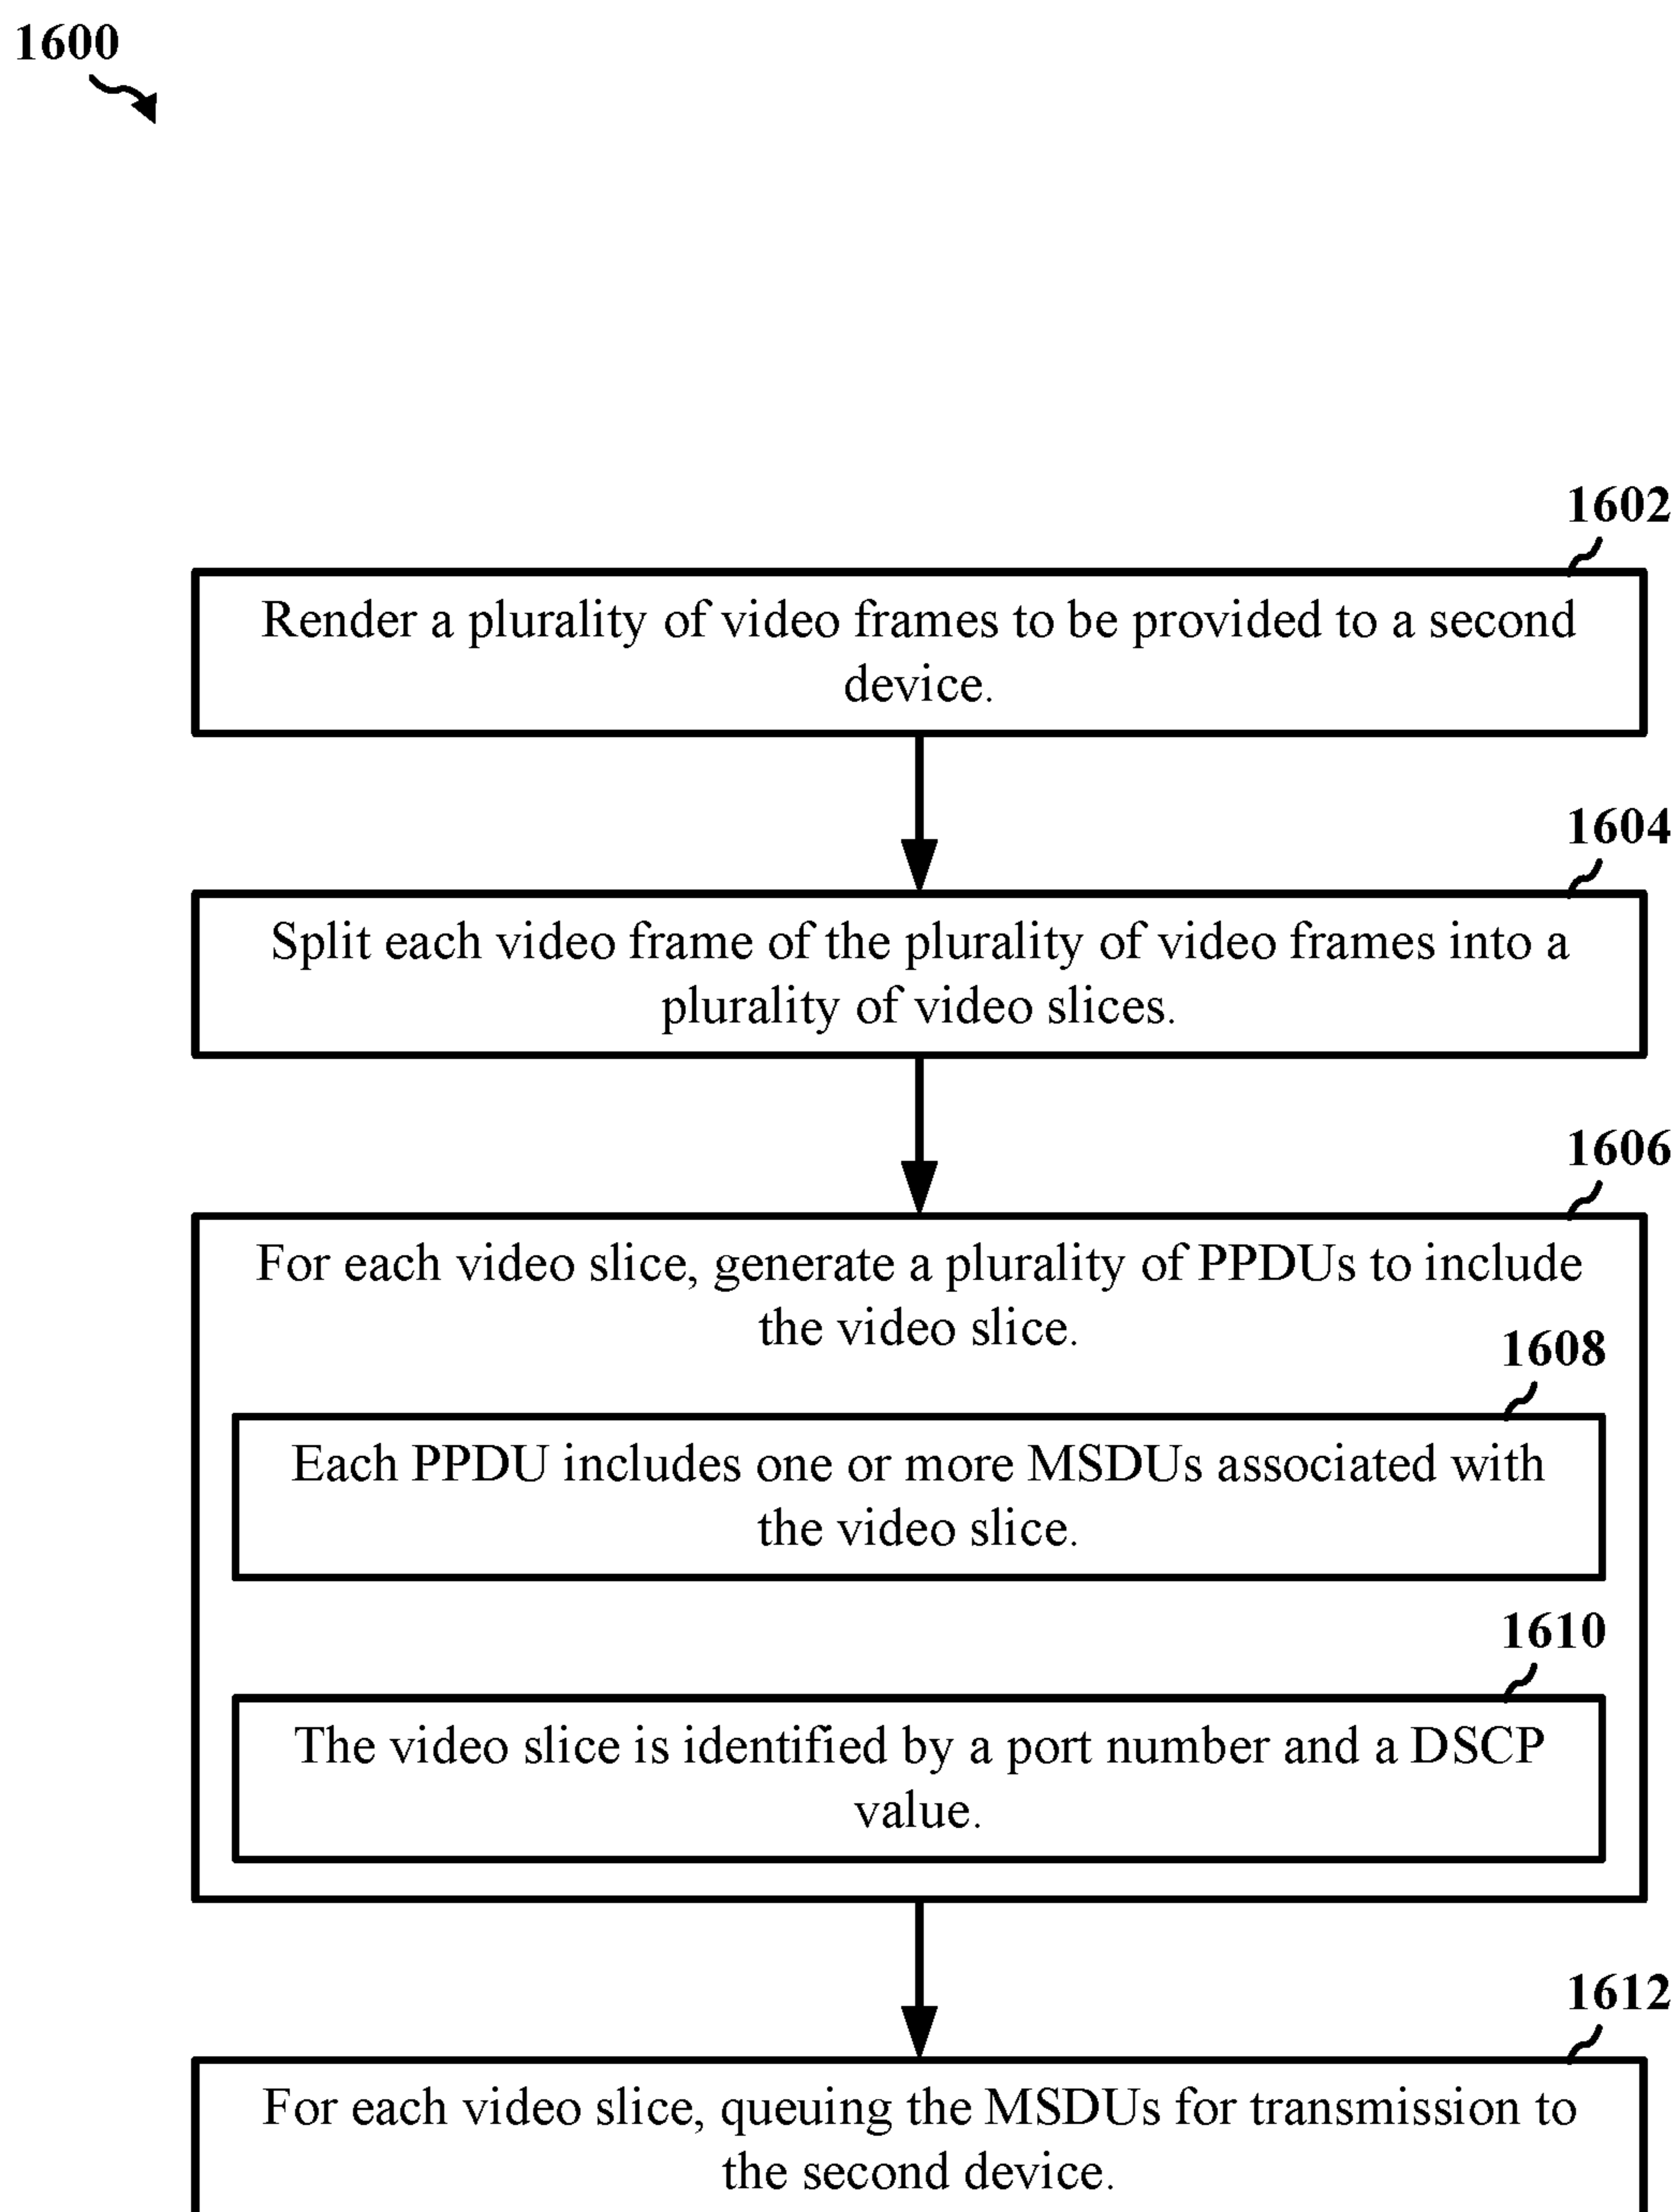 1600
1602
Render a plurality of video frames to be provided to a second
device.
1604
Split each video frame of the plurality of video frames into a
plurality of video slices.
1606
For each video slice, generate a plurality of PPDUs to include
the video slice.
1608
Each PPDU includes one or more MSDUs associated with
the video slice.
1610
The video slice is identified by a port number and a DSCP
value.
1612
For each video slice, queuing the MSDUs for transmission to
the second device.